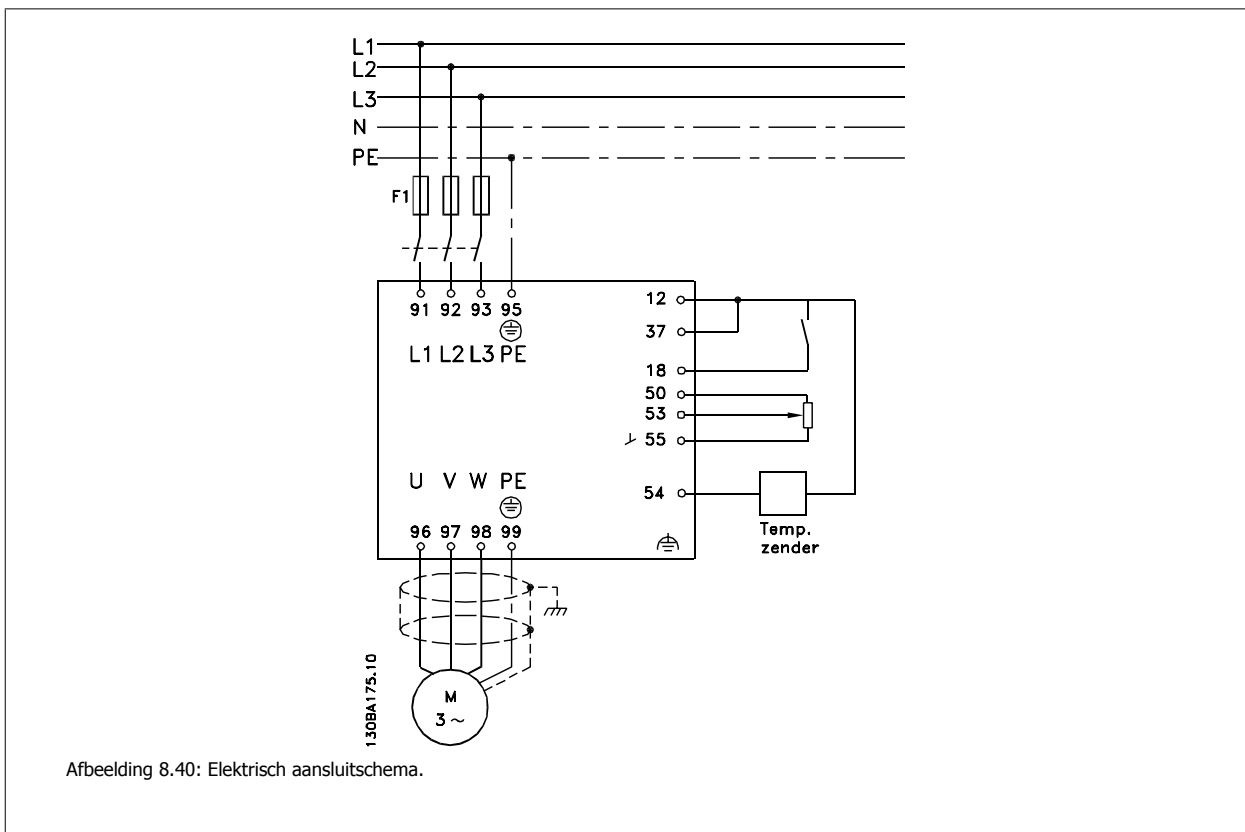 L1
L2
L3
N
PE
F1
91 92 93 95
L1 L2 L3 PE
12
37
18
50
53
55
54
U V W PE
96 97 98 99
Temp.
zender
M
3 ~
130BA175.10
Afbeelding 8.40: Elektrisch aansluitschema.